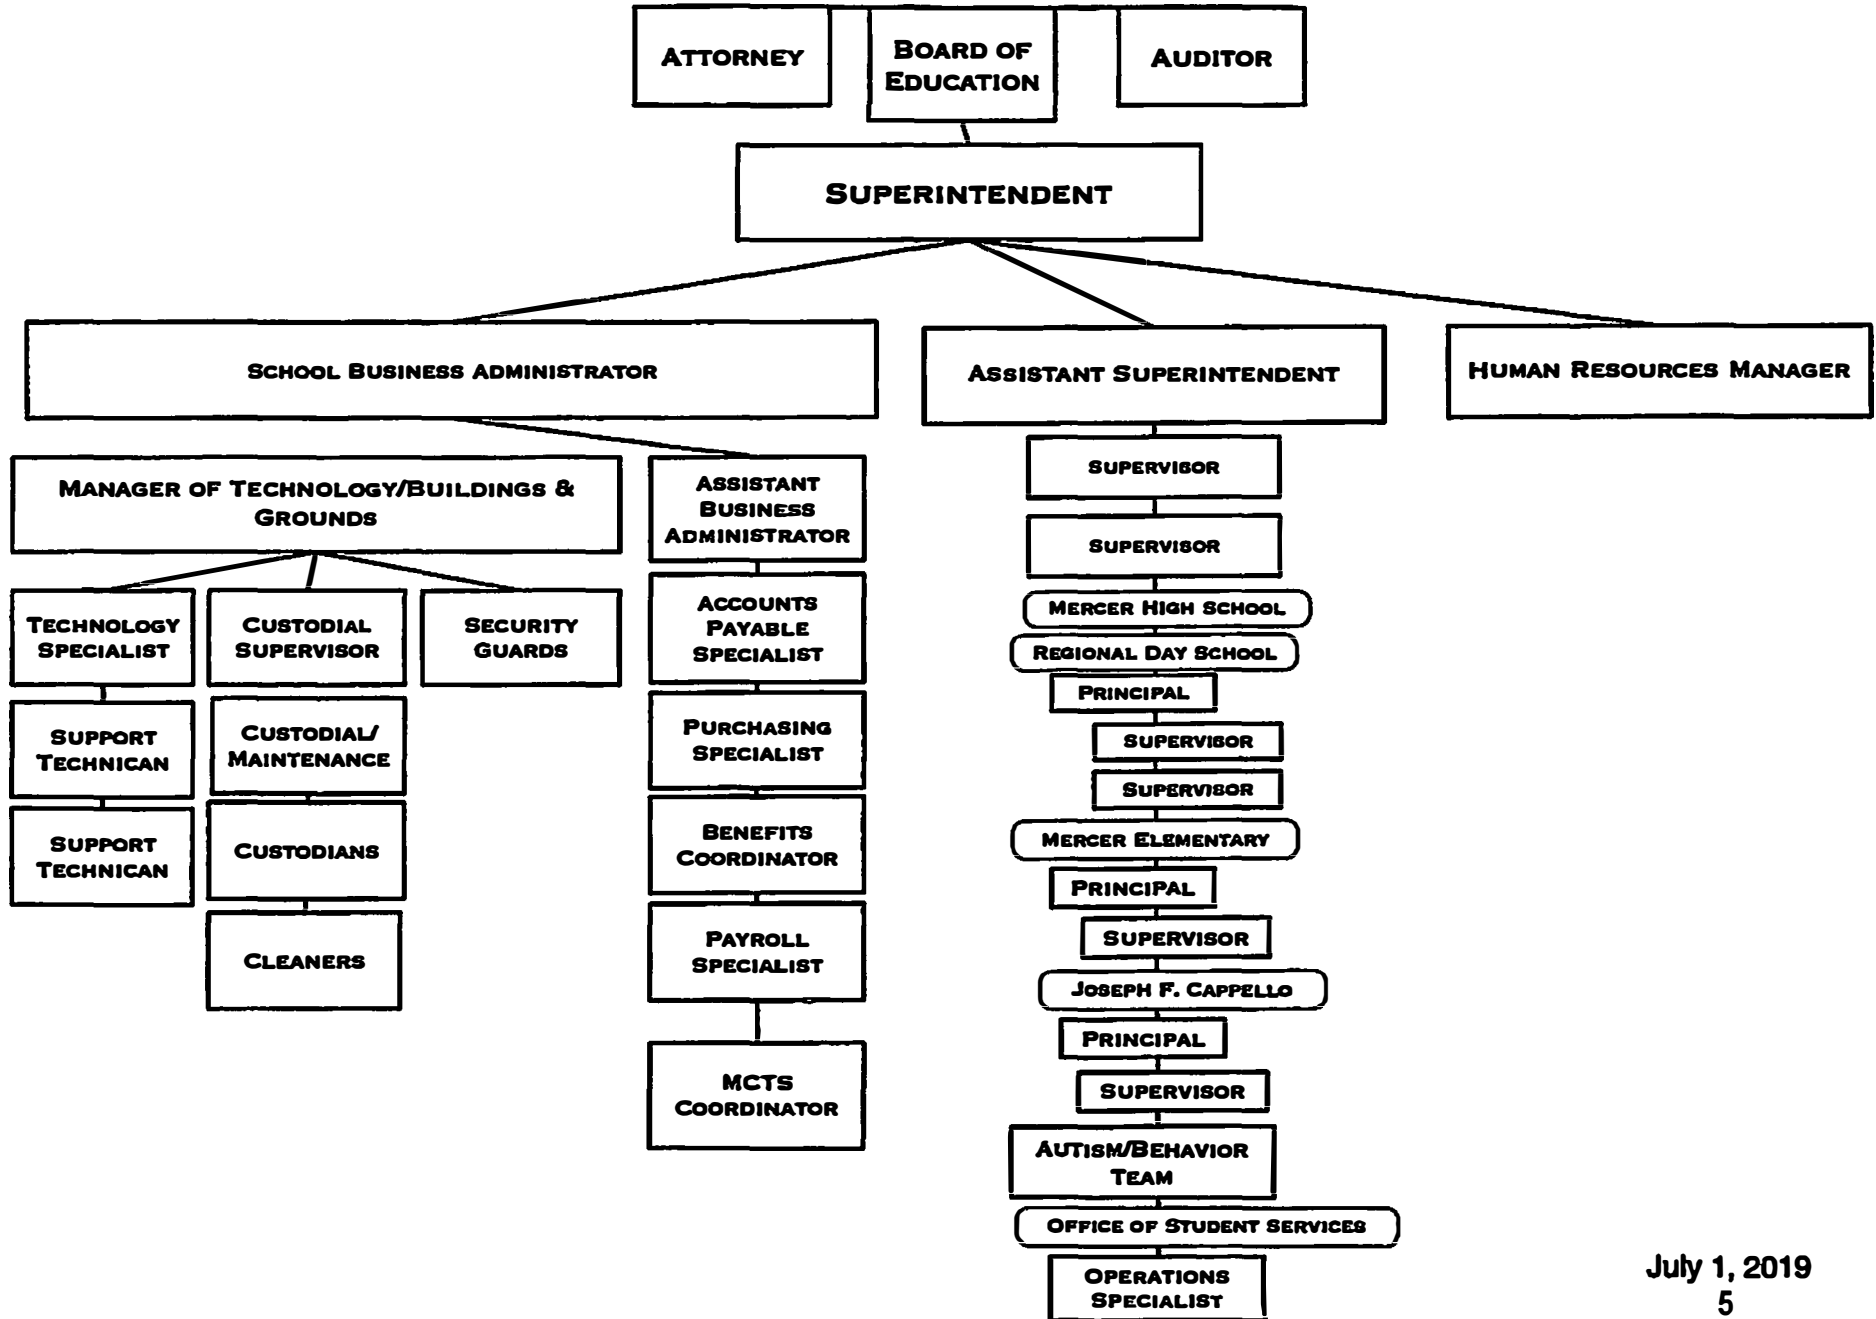 ATTORNEY
BOARD OF
EDUCATION
AUDITOR
SUPERINTENDENT
SCHOOL BUSINESS ADMINISTRATOR
ASSISTANT SUPERINTENDENT
HUMAN RESOURCES MANAGER
MANAGER OF TECHNOLOGY/BUILDINGS &
GROUNDS
TECHNOLOGY
SPECIALIST
SUPPORT
TECHNICAN
SUPPORT
TECHNICAN
CUSTODIAL
SUPERVISOR
CUSTODIAL/
MAINTENANCE
CUSTODIANS
CLEANERS
SECURITY
GUARDS
ASSISTANT
BUSINESS
ADMINISTRATOR
ACCOUNTS
PAYABLE
SPECIALIST
PURCHASING
SPECIALIST
BENEFITS
COORDINATOR
PAYROLL
SPECIALIST
MCTS
COORDINATOR
SUPERVISOR
SUPERVISOR
MERCER HIGH SCHOOL
REGIONAL DAY SCHOOL
PRINCIPAL
SUPERVISOR
SUPERVISOR
MERCER ELEMENTARY
PRINCIPAL
SUPERVISOR
JOSEPH F. CAPPELLO
PRINCIPAL
SUPERVISOR
AUTISM/BEHAVIOR
TEAM
OFFICE OF STUDENT SERVICES
OPERATIONS
SPECIALIST
July 1, 2019
5